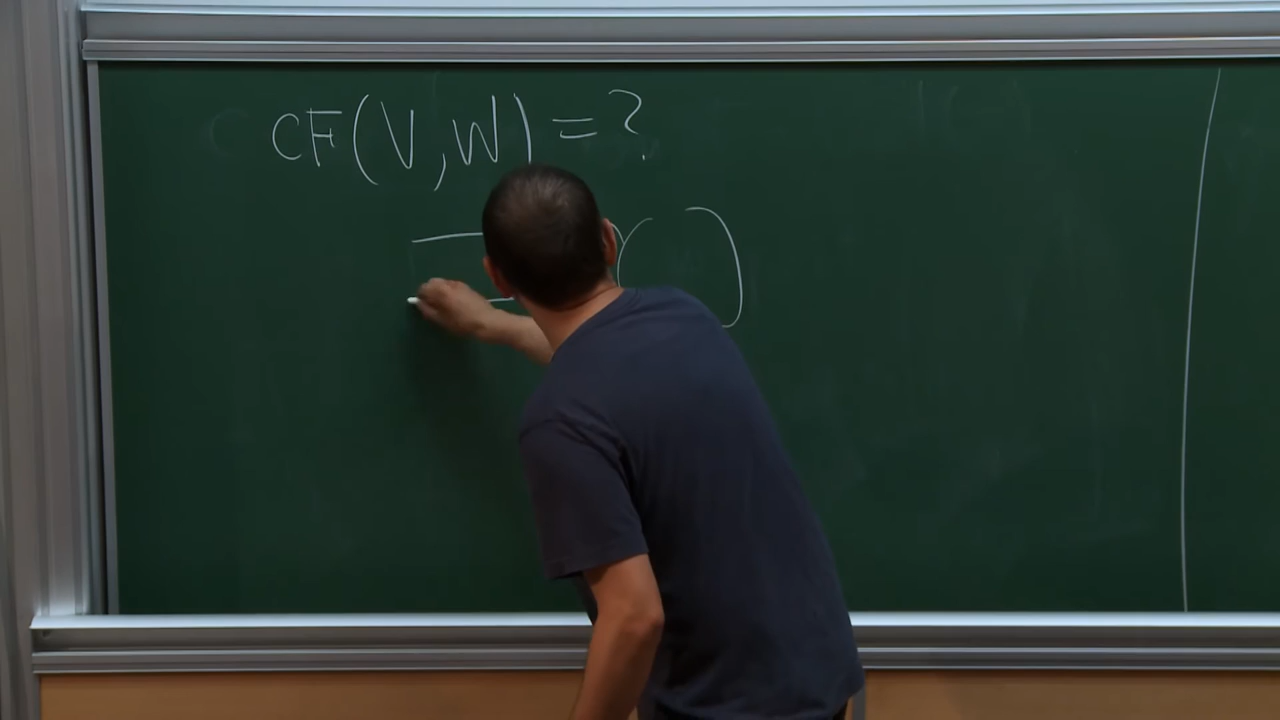 CF(V,W) = ?